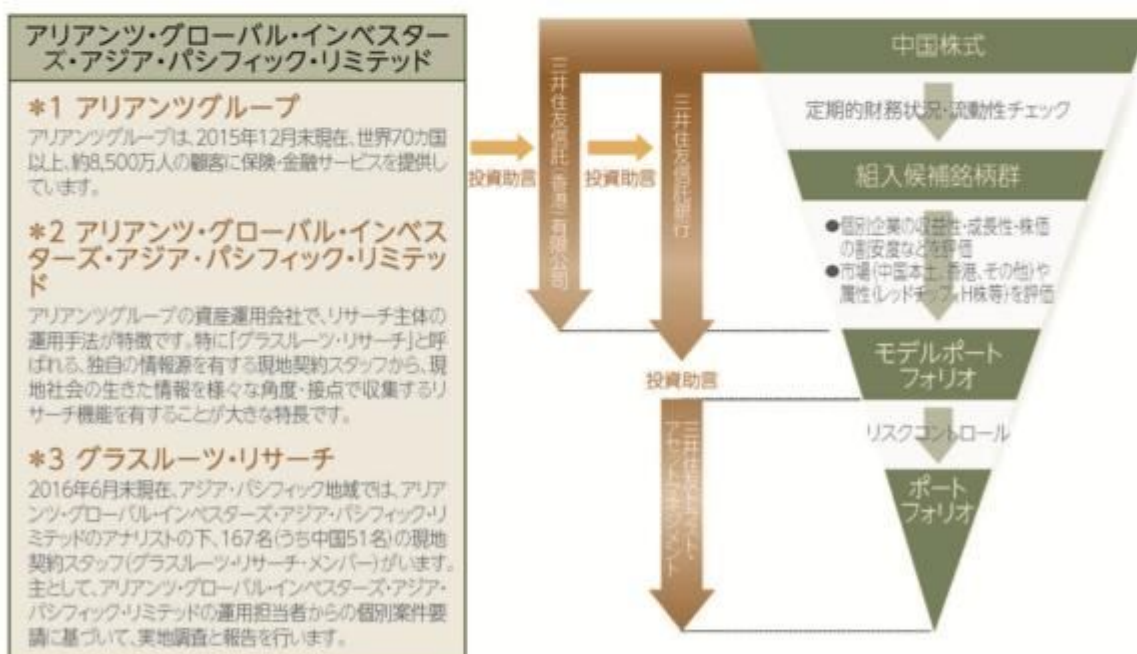 アリアンツ・グローバル・インベスター
ズ・アジア・パシフィック・リミテッド
*1 アリアンツグループ
アリアンツグループは、2015年12月末現在、世界70カ国
以上、約8,500万人の顧客に保険・金融サービスを提供し
ています。
*2 アリアンツ・グローバル・インベス
ターズ・アジア・パシフィック・リミテッ
ド
アリアンツグループの資産運用会社で、リサーチ主体の
運用手法が特徴です。特に「グラスルーツ・リサーチ」と呼
ばれる、独自の情報源を有する現地契約スタッフから、現
地社会の生きた情報を様々な角度・接点で収集するリ
サーチ機能を有することが大きな特長です。
*3 グラスルーツ・リサーチ
2016年6月末現在、アジア・パシフィック地域では、アリア
ンツ・グローバル・インベスターズ・アジア・パシフィック・リ
ミテッドのアナリストの下、167名(うち中国51名)の現地
契約スタッフ(グラスルーツ・リサーチ・メンバー)がいます。
主として、アリアンツ・グローバル・インベスターズ・アジア・
パシフィック・リミテッドの運用担当者からの個別案件要
請に基づいて、実地調査と報告を行います。
投資助言
三井住友信託(香港)有限公司
投資助言
三井住友信託銀行
投資助言
三井住友トラスト・
アセットマネジメント
中国株式
定期的財務状況・流動性チェック
組入候補銘柄群
●個別企業の収益性・成長性・株価
の割安度などを評価
●市場(中国本土、香港、その他)や
属性(レッドチップ、H株等)を評価
モデルポート
フォリオ
リスクコントロール
ポート
フォリオ